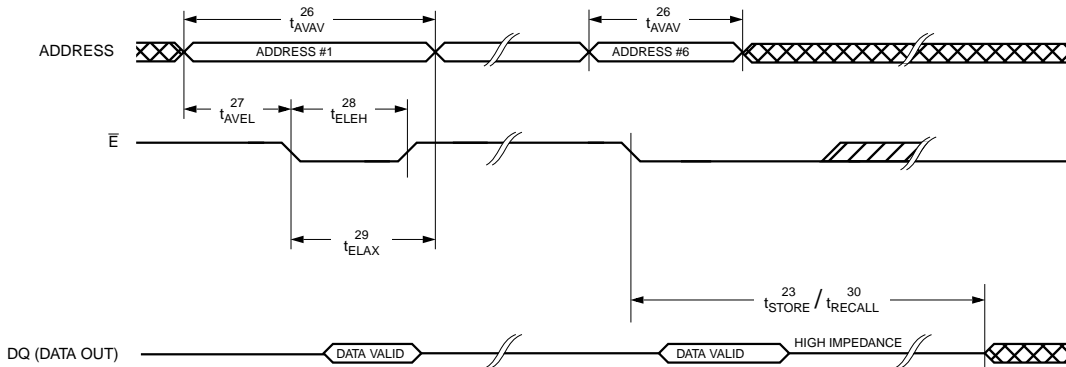 26
tAVAV
26
tAVAV
ADDRESS
ADDRESS #1
ADDRESS #6
27
tAVEL
28
tELEH
E
29
tELAX
23
30
tSTORE / tRECALL
DQ (DATA OUT)
DATA VALID
DATA VALID
HIGH IMPEDANCE